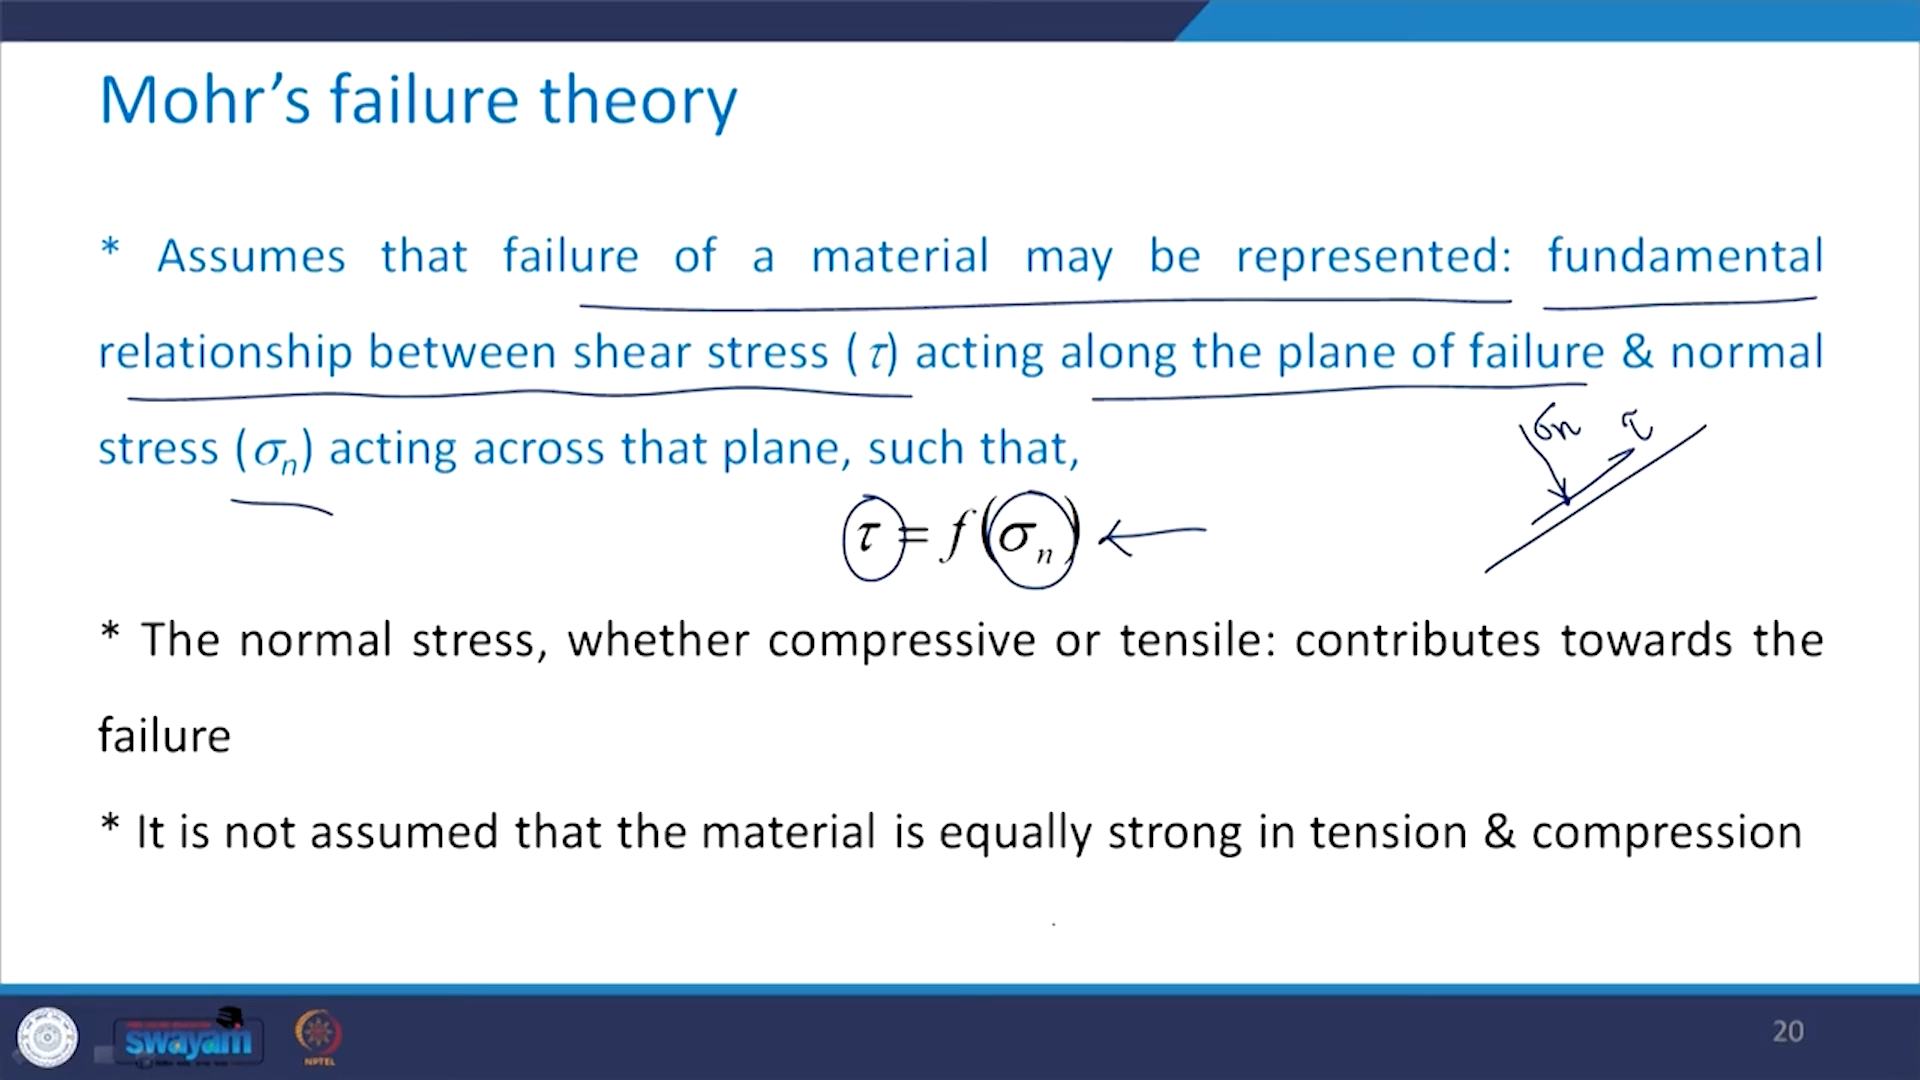 Mohr’s failure theory
* Assumes that failure of a material may be represented: fundamental
relationship between shear stress (τ) acting along the plane of failure & normal
stress (σn) acting across that plane, such that,
σn τ
τ = f(σn)
* The normal stress, whether compressive or tensile: contributes towards the
failure
* It is not assumed that the material is equally strong in tension & compression
swayam
NPTEL
20